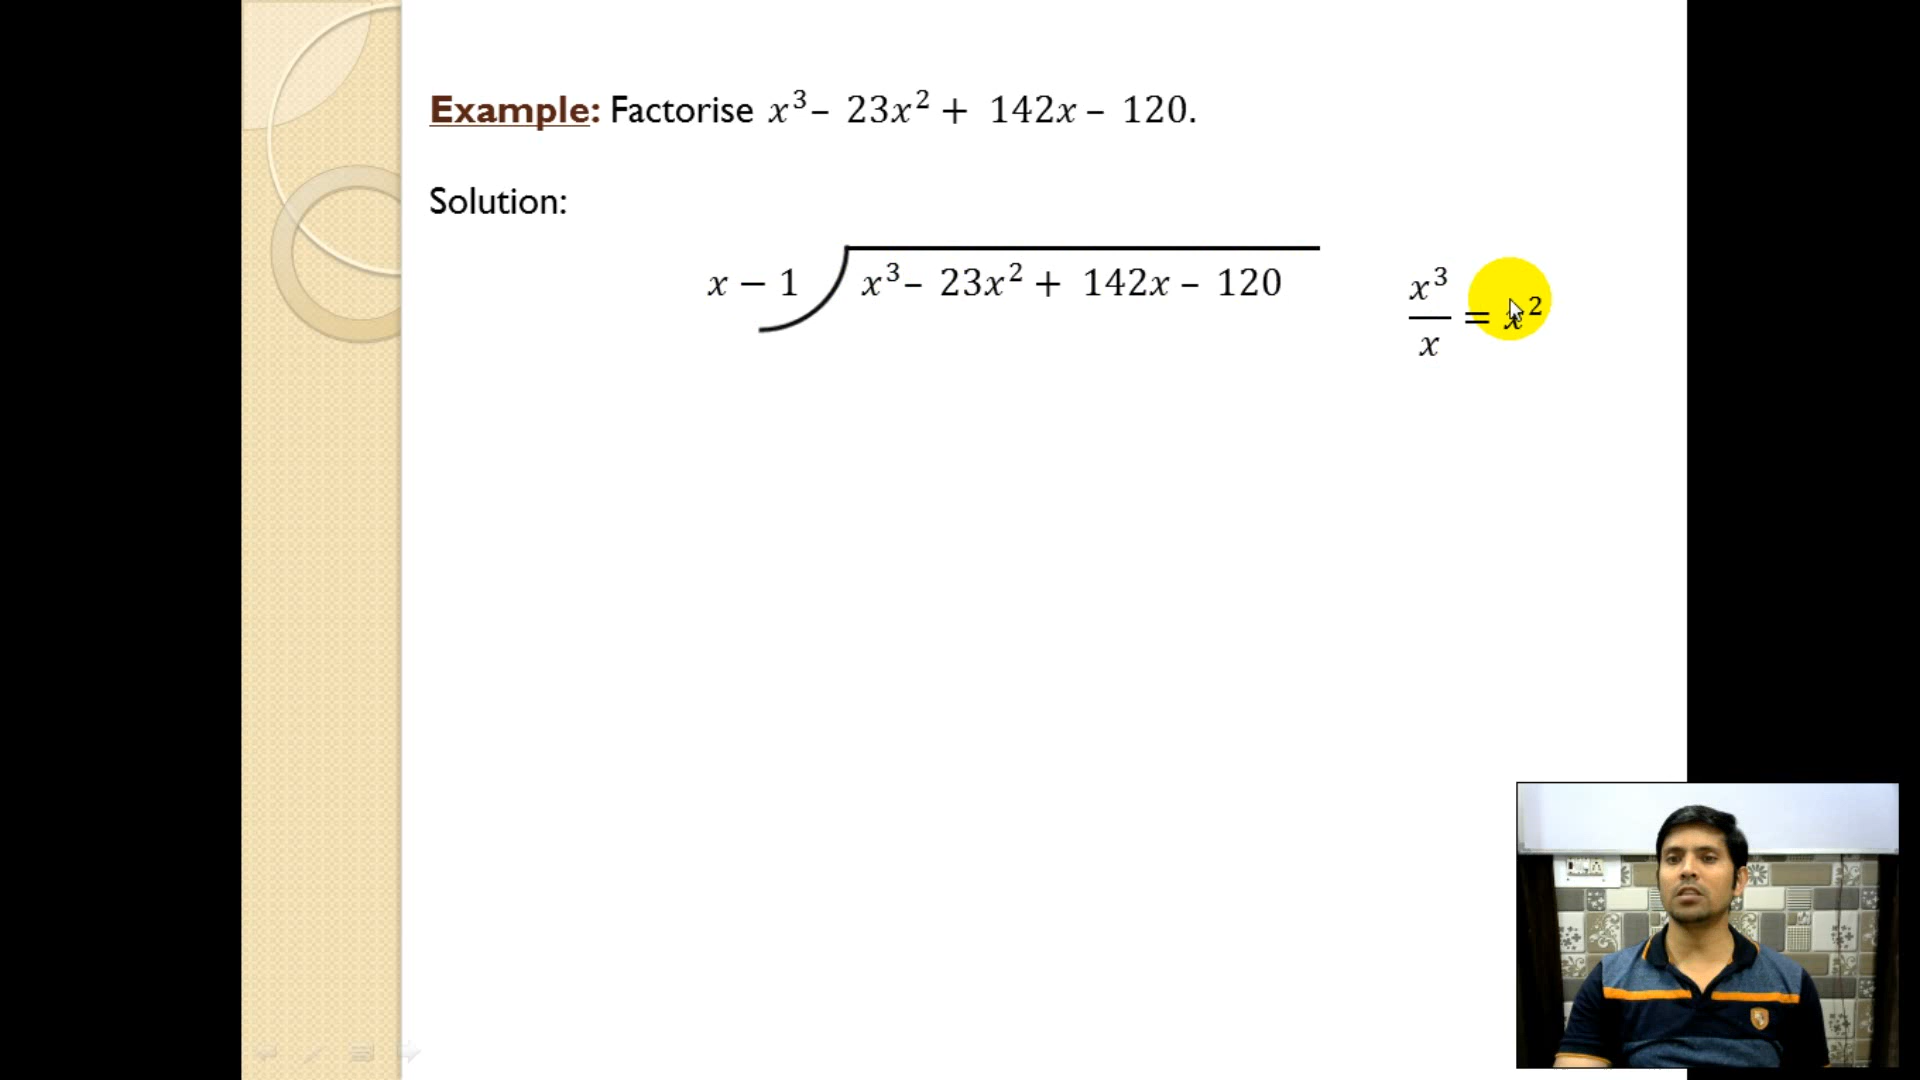 Example: Factorise x³– 23x² + 142x – 120.
Solution:
x − 1 x³– 23x² + 142x – 120
x³/x = x²